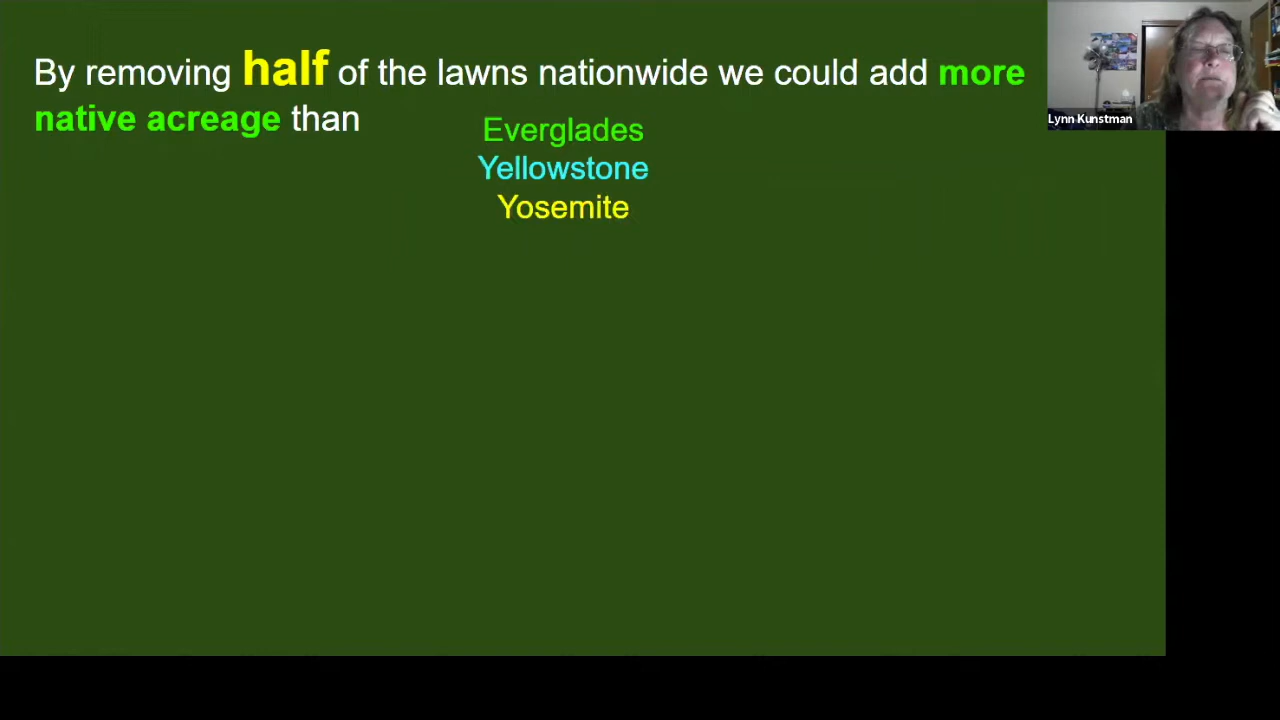 By removing half of the lawns nationwide we could add more
native acreage than
Everglades
Yellowstone
Yosemite
Lynn Kunstman